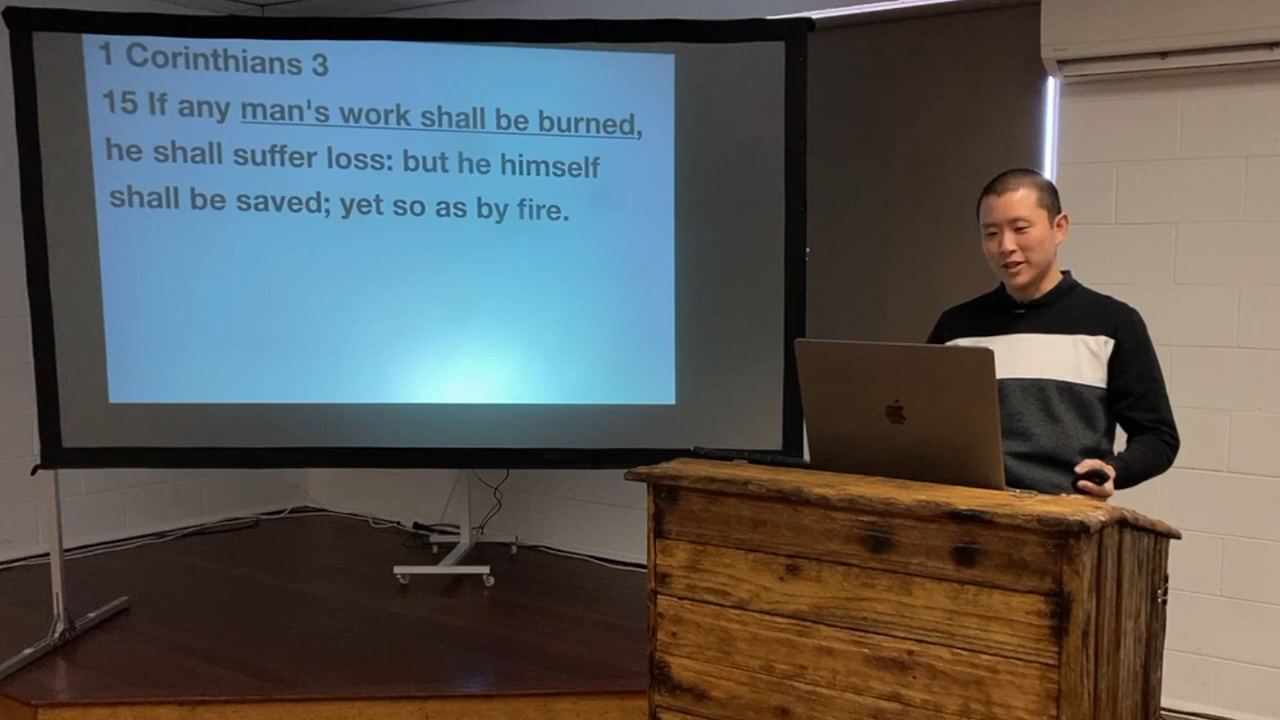 1 Corinthians 3
15 If any man's work shall be burned,
he shall suffer loss: but he himself
shall be saved; yet so as by fire.